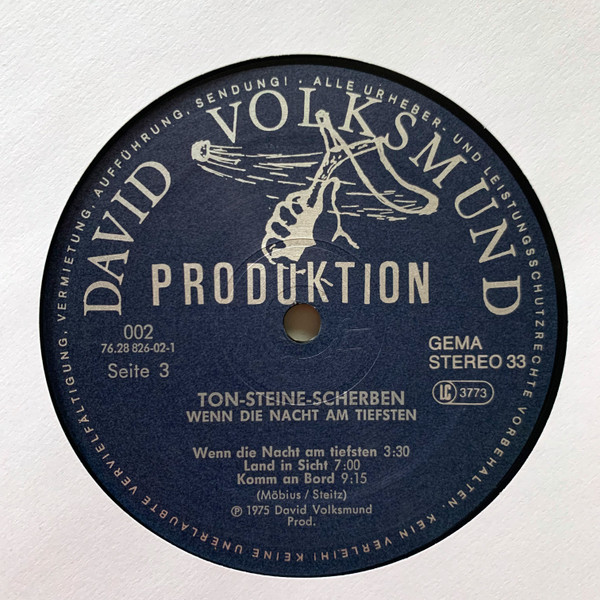 DAVID VOLKSMUND
PRODUKTION
002
76.28 826-02-1
Seite 3
GEMA
STEREO 33
LC 3773
TON-STEINE-SCHERBEN
WENN DIE NACHT AM TIEFSTEN
Wenn die Nacht am tiefsten 3:30
Land in Sicht 7:00
Komm an Bord 9:15
(Möbius / Steitz)
℗ 1975 David Volksmund
Prod.
ALLE URHEBER- UND LEISTUNGSSCHUTZRECHTE VORBEHALTEN. KEIN VERLEIH! KEINE UNERLAUBTE VERVIELFÄLTIGUNG, VERMIETUNG, AUFFÜHRUNG, SENDUNG! ·